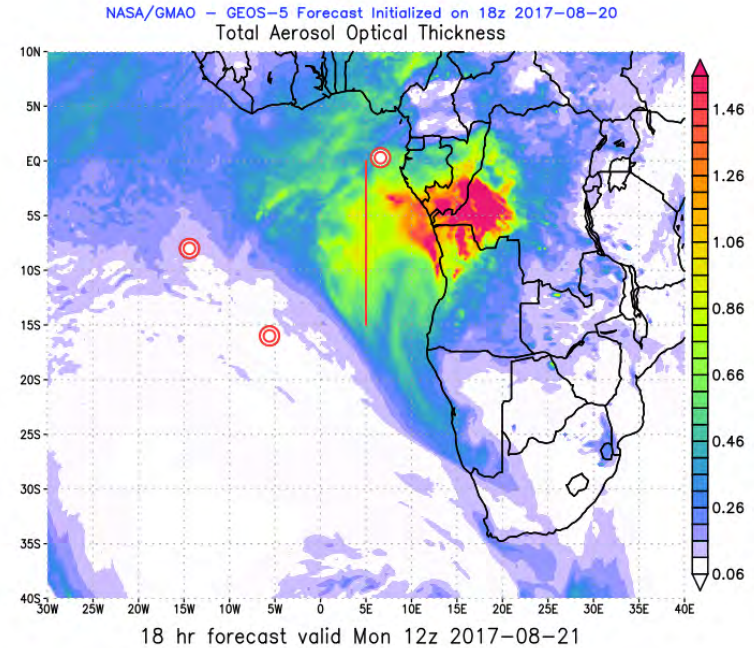 NASA/GMAO - GEOS-5 Forecast Initialized on 18z 2017-08-20
Total Aerosol Optical Thickness
10N
5N
EQ
5S
10S
15S
20S
25S
30S
35S
40S
30W 25W 20W 15W 10W 5W 0 5E 10E 15E 20E 25E 30E 35E 40E
1.46
1.26
1.06
0.86
0.66
0.46
0.26
0.06
18 hr forecast valid Mon 12z 2017-08-21